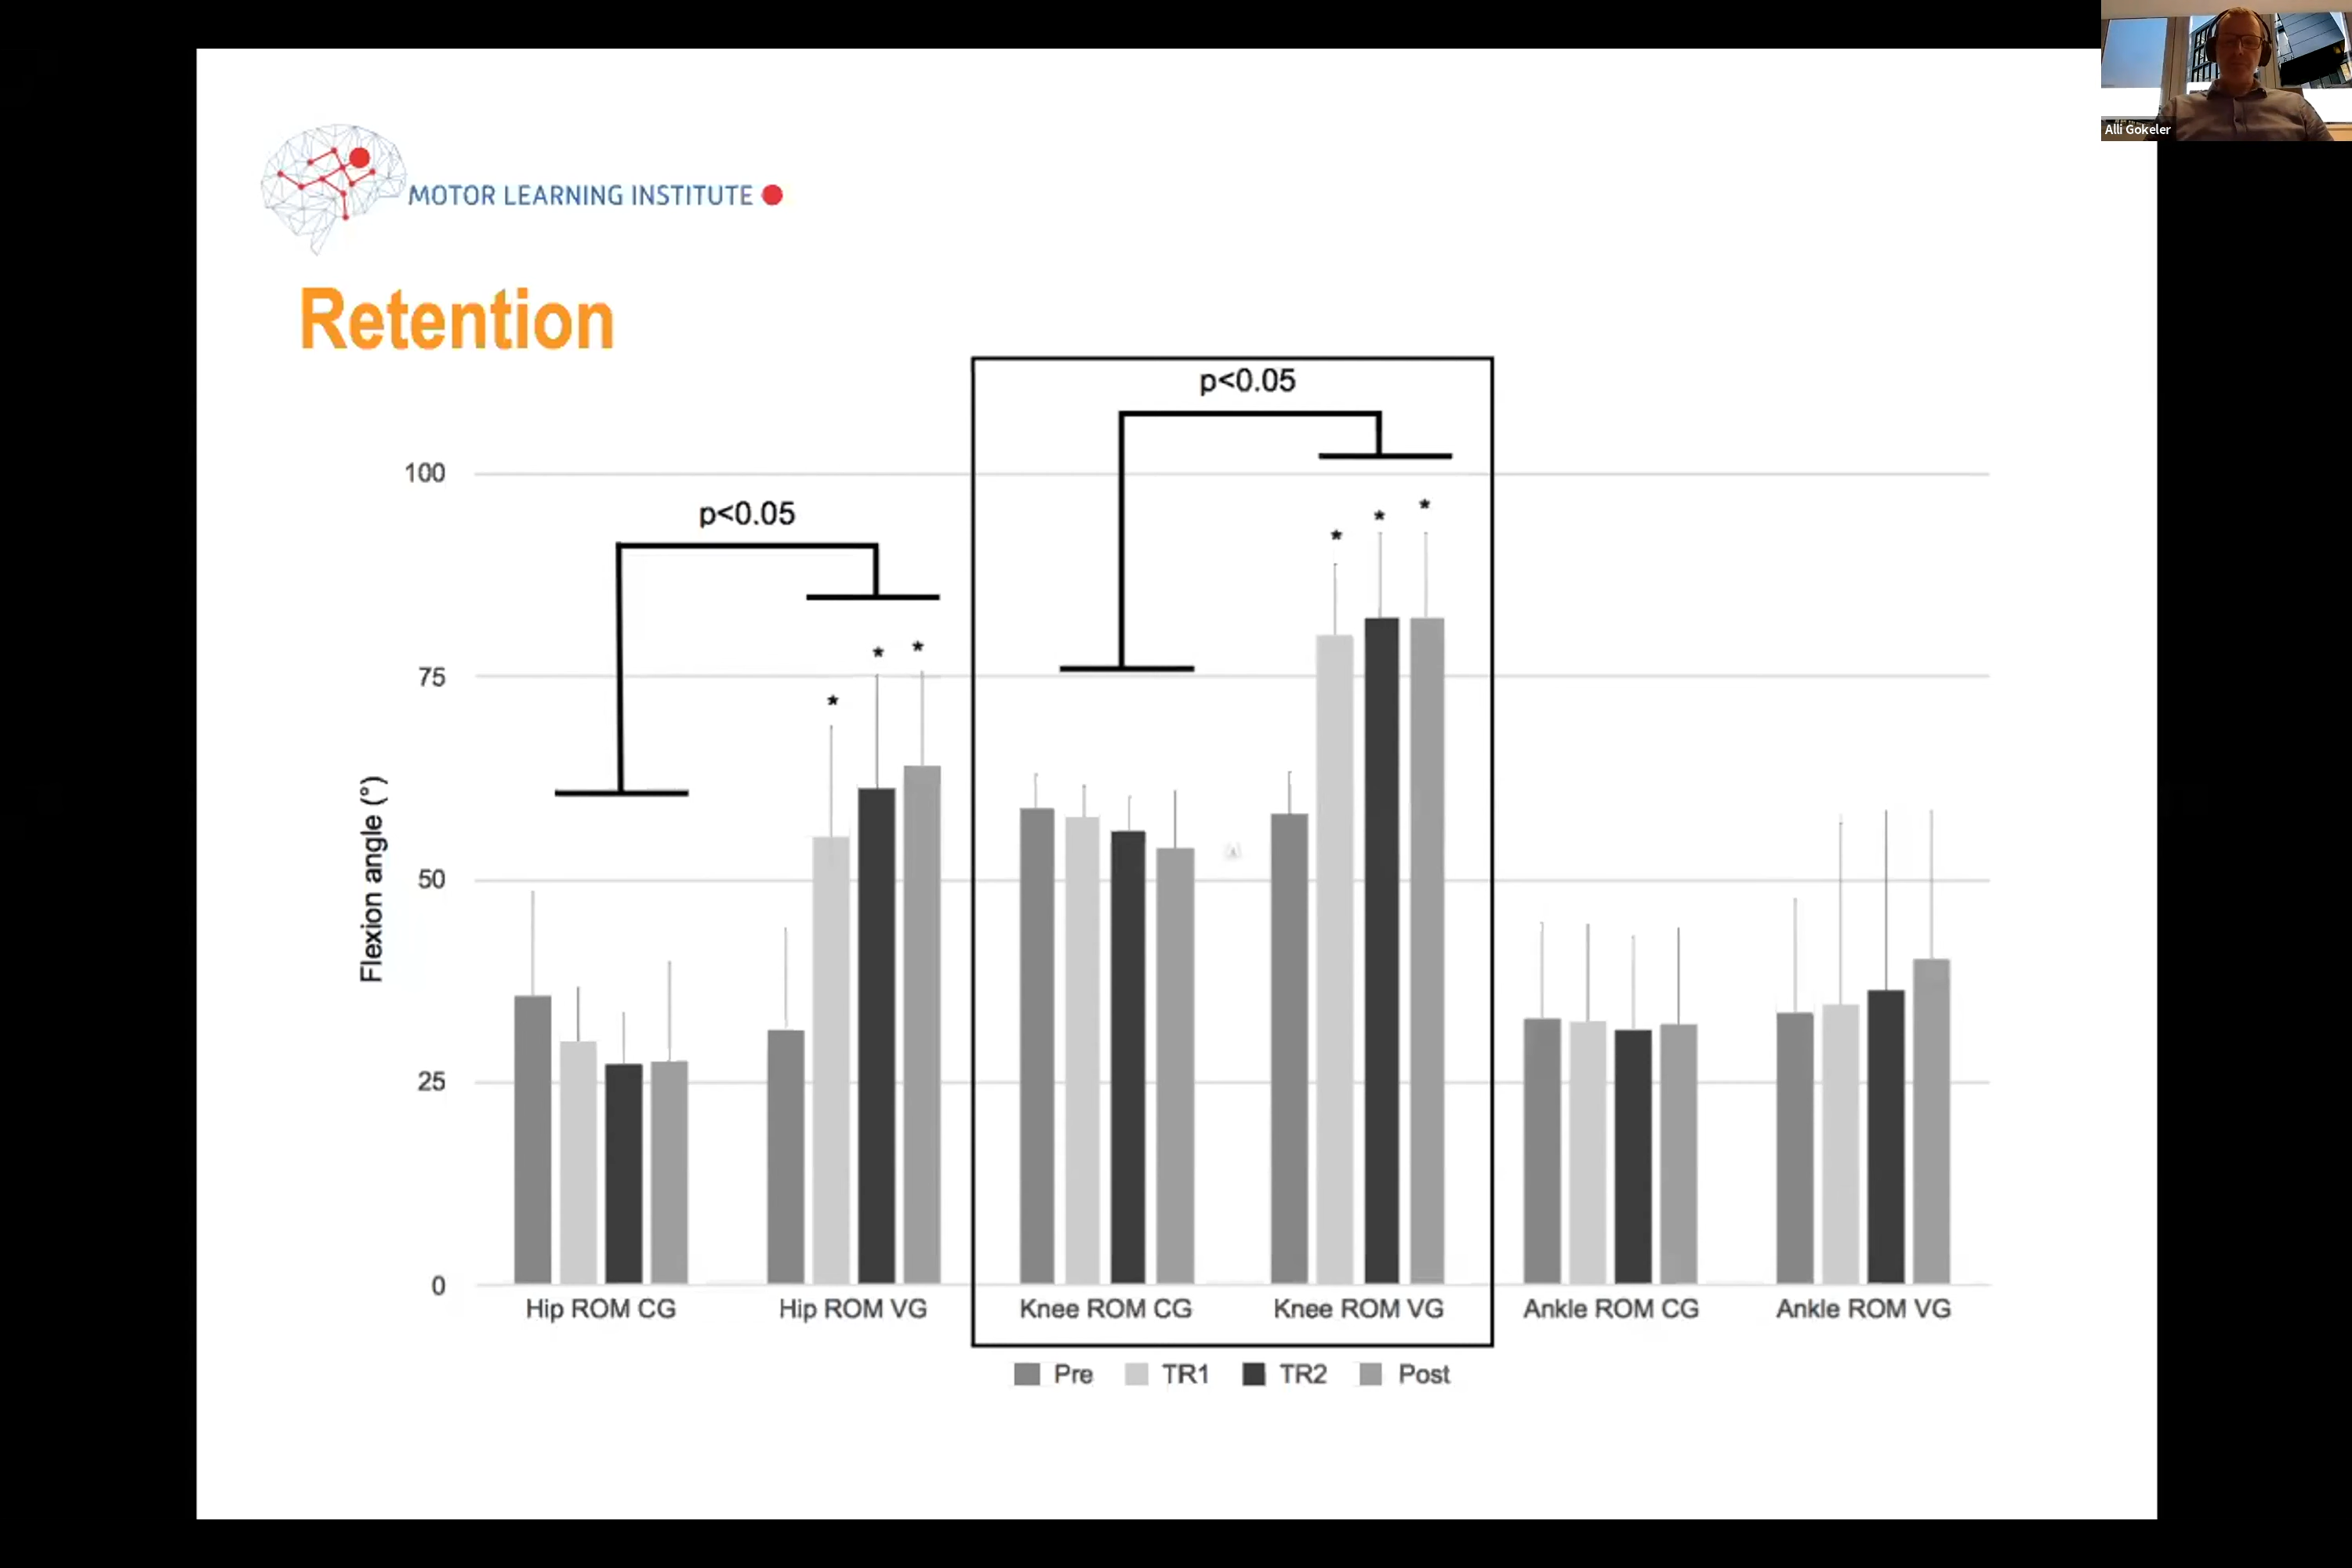 Alli Gokeler
MOTOR LEARNING INSTITUTE
Retention
p<0.05
100
p<0.05
* * *
75
* * *
Flexion angle (°)
50
25
0
Hip ROM CG Hip ROM VG Knee ROM CG Knee ROM VG Ankle ROM CG Ankle ROM VG
Pre TR1 TR2 Post